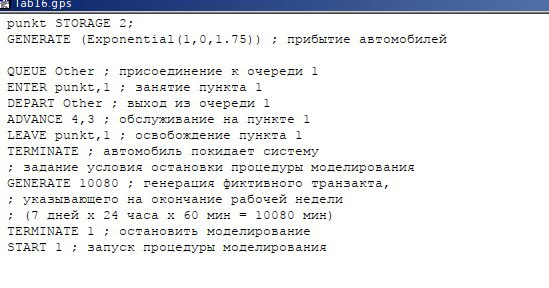 lab16.gps
punkt STORAGE 2;
GENERATE (Exponential(1,0,1.75)) ; прибытие автомобилей
QUEUE Other ; присоединение к очереди 1
ENTER punkt,1 ; занятие пункта 1
DEPART Other ; выход из очереди 1
ADVANCE 4,3 ; обслуживание на пункте 1
LEAVE punkt,1 ; освобождение пункта 1
TERMINATE ; автомобиль покидает систему
; задание условия остановки процедуры моделирования
GENERATE 10080 ; генерация фиктивного транзакта,
; указывающего на окончание рабочей недели
; (7 дней х 24 часа х 60 мин = 10080 мин)
TERMINATE 1 ; остановить моделирование
START 1 ; запуск процедуры моделирования